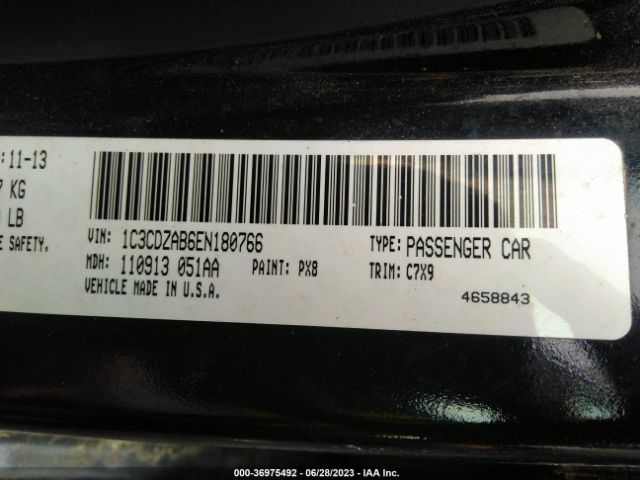 : 11-13
KG
LB
E SAFETY,
VIN: 1C3CDZAB6EN180766 TYPE: PASSENGER CAR
MDH: 110913 051AA PAINT: PX8 TRIM: C7X9
VEHICLE MADE IN U.S.A.
4658843
000-36975492 - 06/28/2023 - IAA Inc.